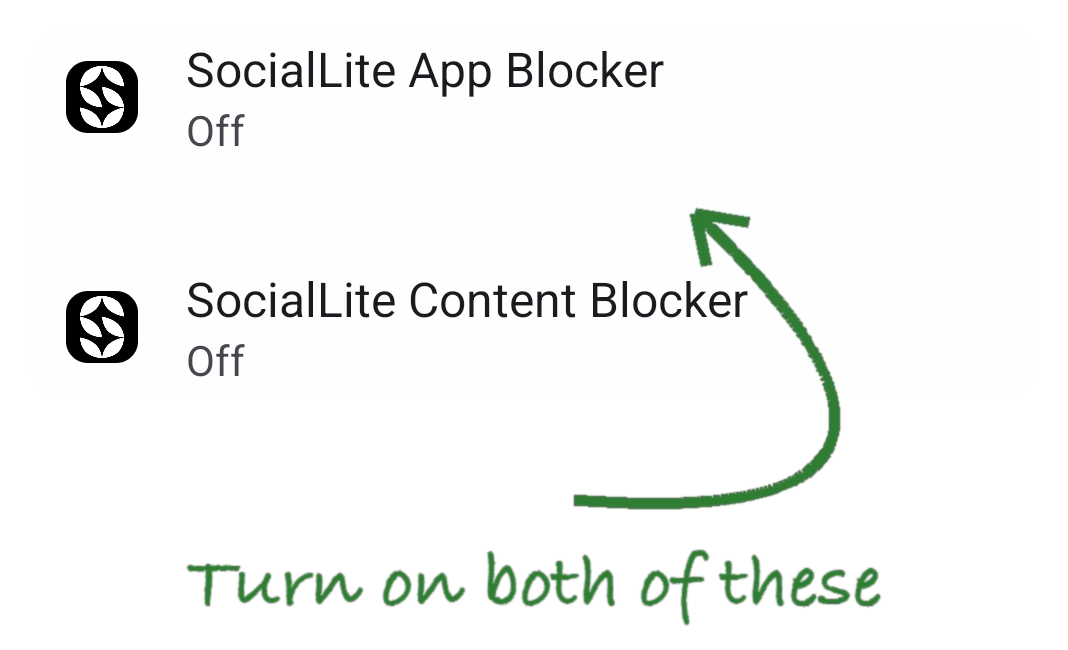 SocialLite App Blocker
Off
SocialLite Content Blocker
Off
Turn on both of these